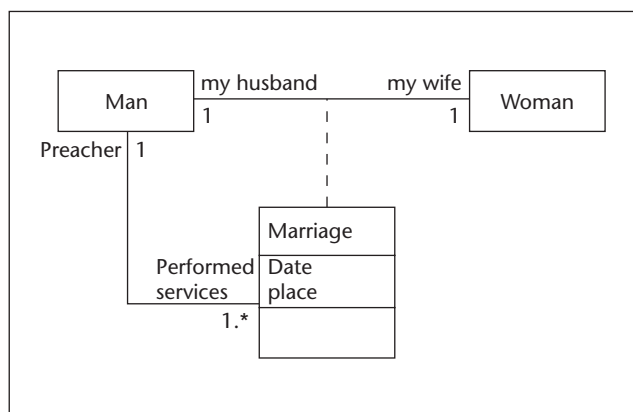 my husband
my wife
Man
Woman
1
1
Preacher
1
Marriage
Performed
services
Date
place
1.*